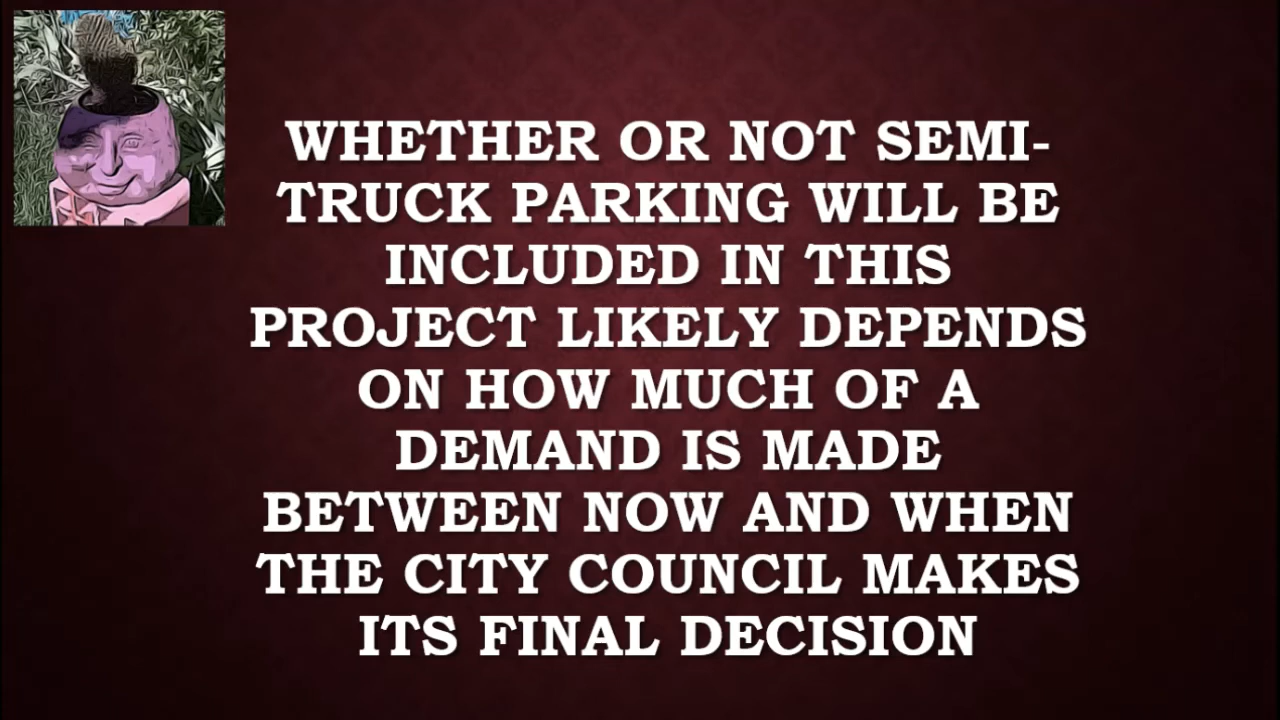 WHETHER OR NOT SEMI-
TRUCK PARKING WILL BE
INCLUDED IN THIS
PROJECT LIKELY DEPENDS
ON HOW MUCH OF A
DEMAND IS MADE
BETWEEN NOW AND WHEN
THE CITY COUNCIL MAKES
ITS FINAL DECISION